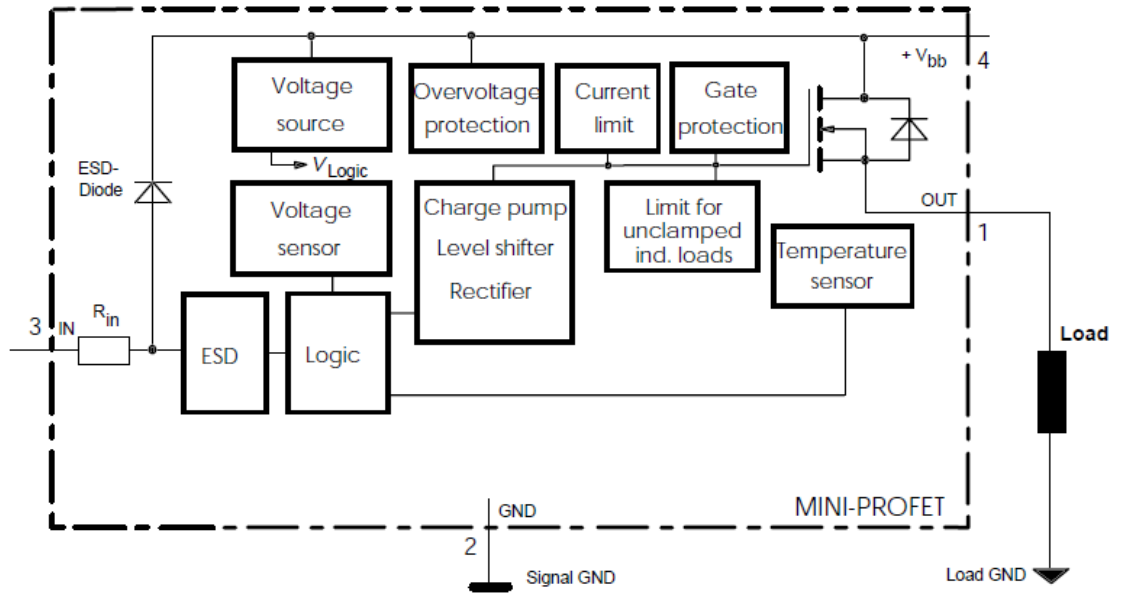 + Vbb
4
Voltage
source
Overvoltage
protection
Current
limit
Gate
protection
VLogic
ESD-
Diode
Voltage
sensor
Charge pump
Level shifter
Rectifier
Limit for
unclamped
ind. loads
OUT
1
Temperature
sensor
3
IN
Rin
ESD
Logic
Load
MINI-PROFET
GND
2
Signal GND
Load GND